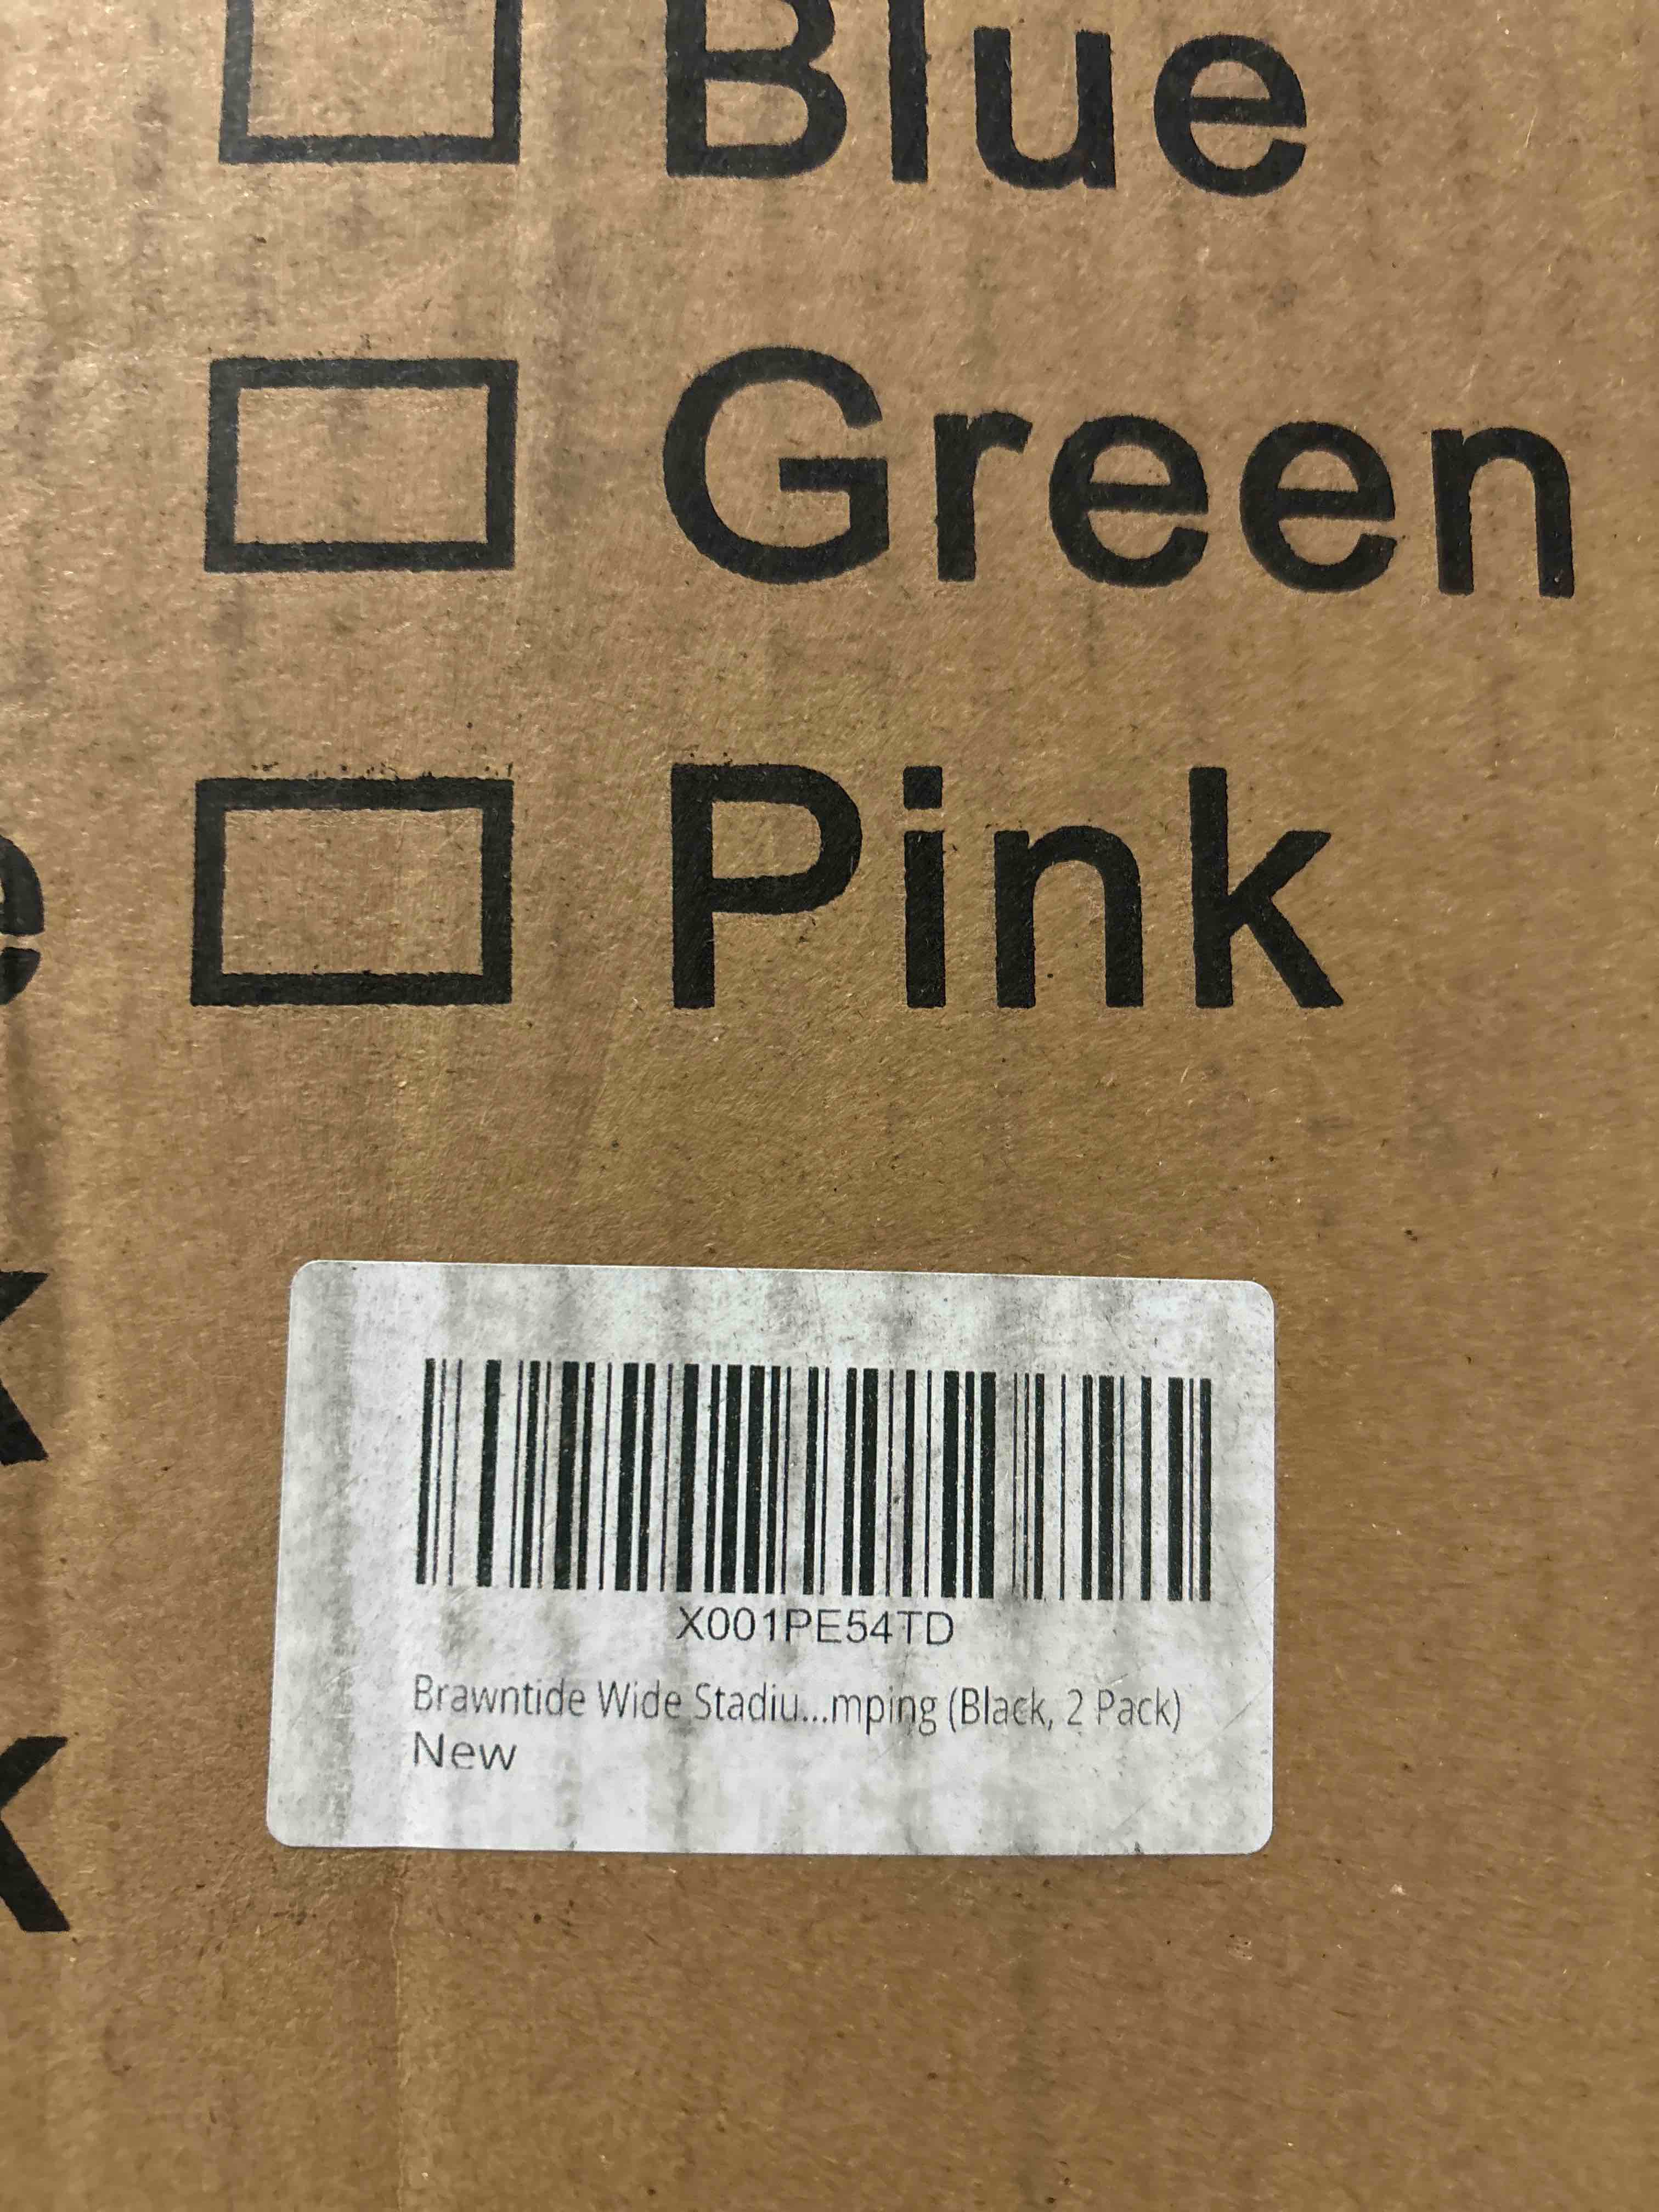 Blue
Green
Pink
X001PE54TD
Brawntide Wide Stadiu...mping (Black, 2 Pack)
New